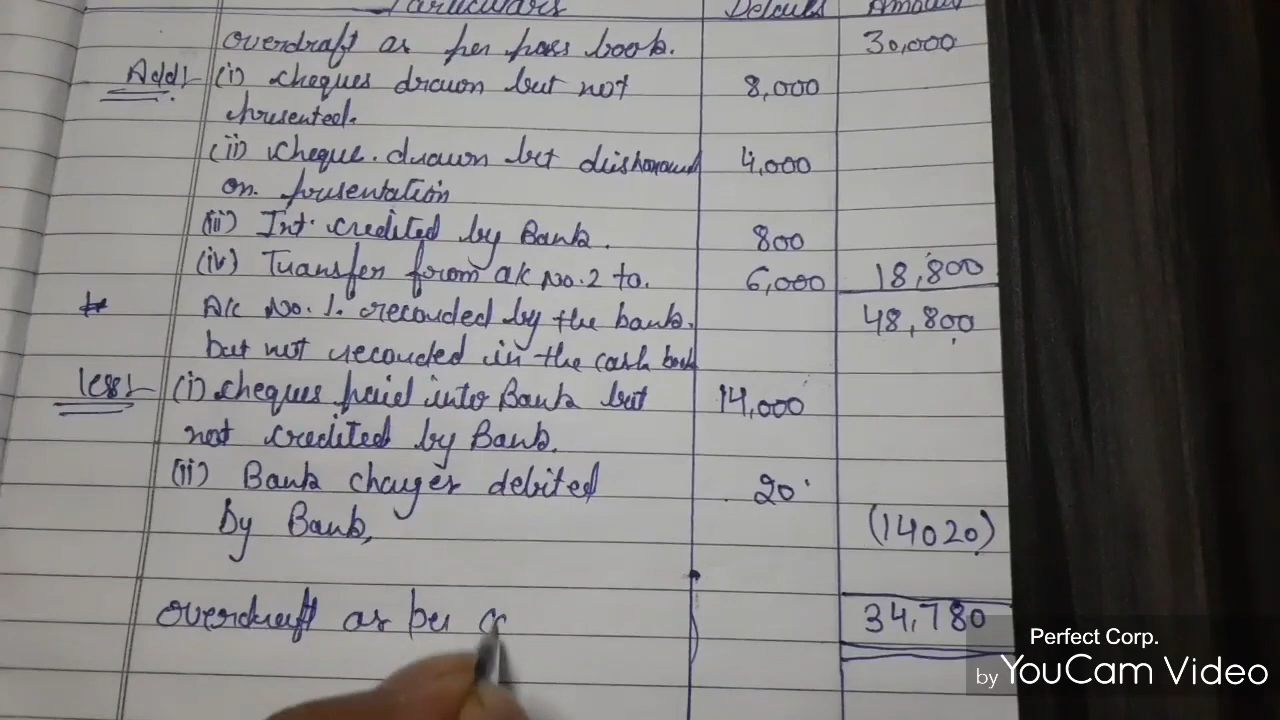 Particulars Details Amount
overdraft as per pass book. 30,000
Add:- (i) cheques drawn but not 8,000
presented.
(ii) cheque. drawn but dishonoured 4,000
on. presentation
(iii) Int. credited by Bank. 800
(iv) Transfer from a/c No.2 to. 6,000 18,800
A/c No. 1. recorded by the bank. 48,800
but not recorded in the cash book
Less:- (i) cheques paid into Bank but 14,000
not credited by Bank.
(ii) Bank charges debited 20
by Bank, (14020)
overdraft as per 34,780
Perfect Corp.
by YouCam Video